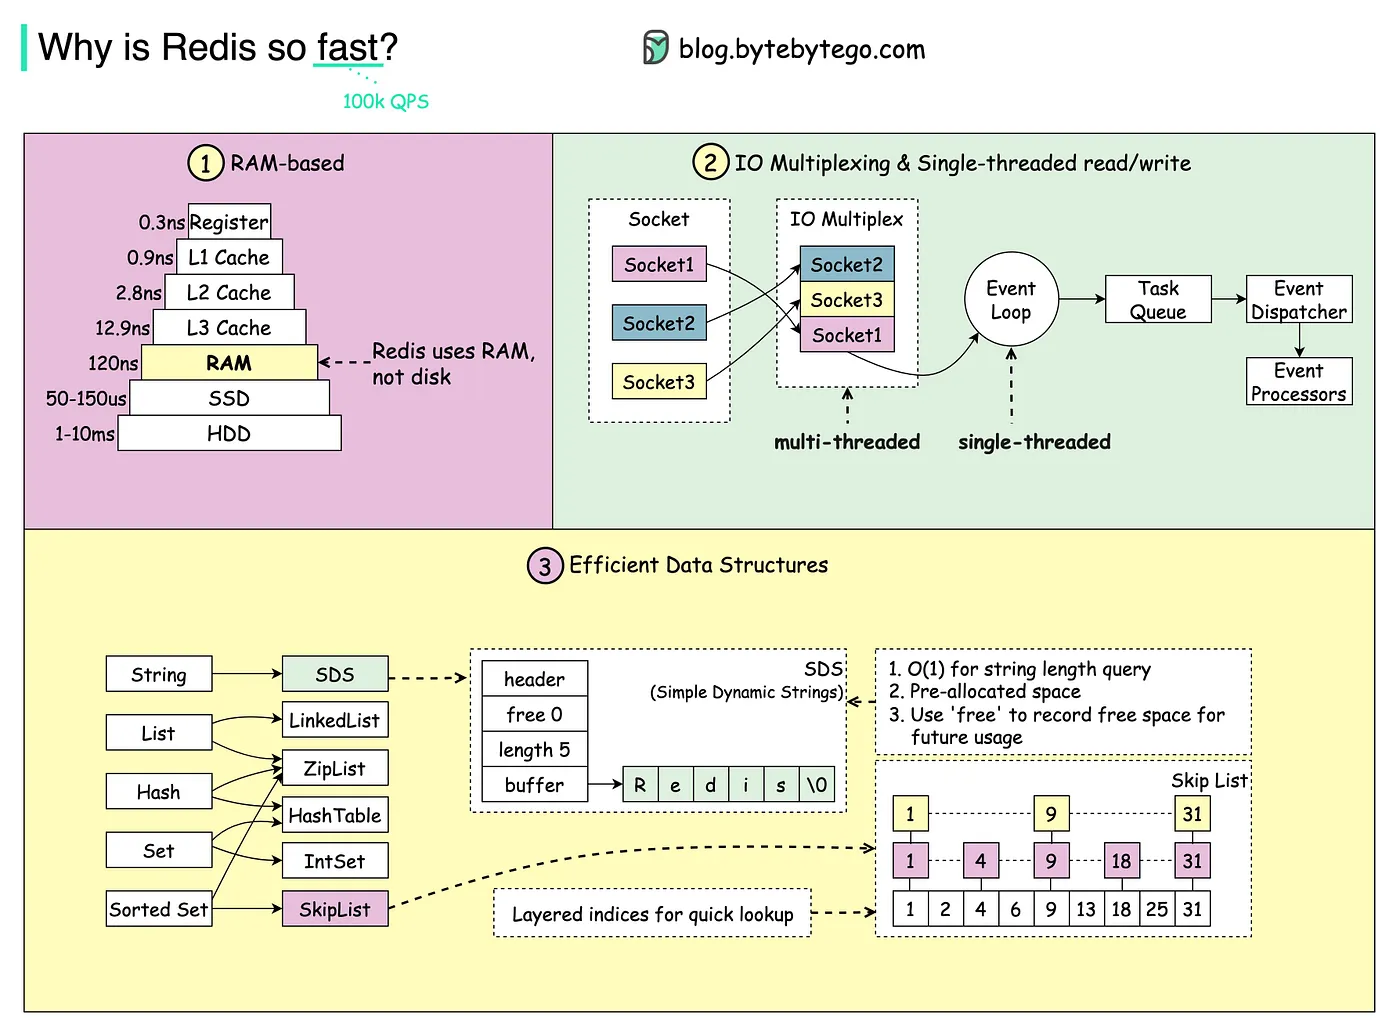 Why is Redis so fast?
blog.bytebytego.com
100k QPS
1 RAM-based
0.3ns Register
0.9ns L1 Cache
2.8ns L2 Cache
12.9ns L3 Cache
120ns RAM
50-150us SSD
1-10ms HDD
Redis uses RAM,
not disk
2 IO Multiplexing & Single-threaded read/write
Socket
Socket1
Socket2
Socket3
IO Multiplex
Socket2
Socket3
Socket1
multi-threaded
Event
Loop
single-threaded
Task
Queue
Event
Dispatcher
Event
Processors
3 Efficient Data Structures
String
List
Hash
Set
Sorted Set
SDS
LinkedList
ZipList
HashTable
IntSet
SkipList
header
free 0
length 5
buffer
R e d i s \0
SDS
(Simple Dynamic Strings)
1. O(1) for string length query
2. Pre-allocated space
3. Use 'free' to record free space for
future usage
Layered indices for quick lookup
Skip List
1 9 31
1 4 9 18 31
1 2 4 6 9 13 18 25 31